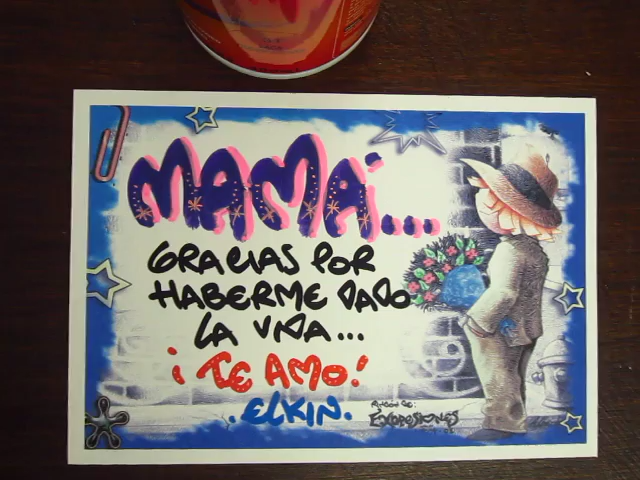 MAMÁ...
GRACIAS POR
HABERME DADO
LA VIDA...
¡TE AMO!
.ELKIN.
EXPRESIONES